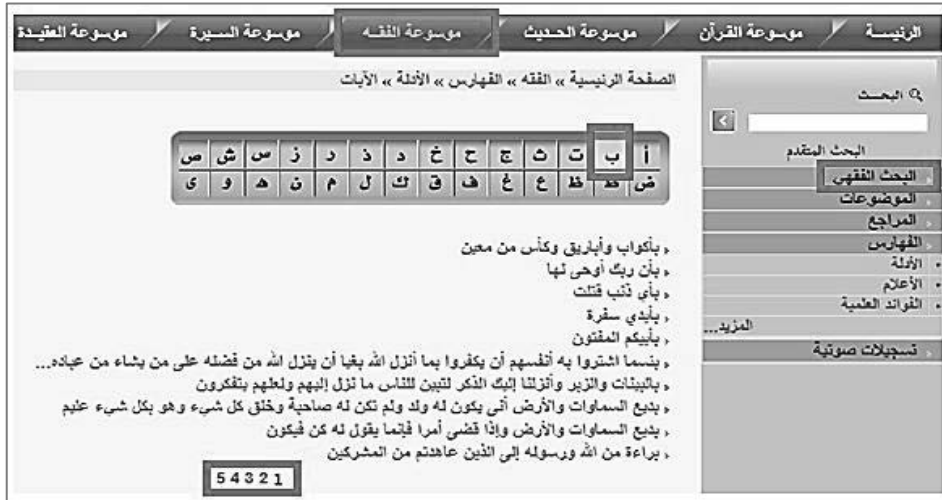 الرئيسة موسوعة القرآن موسوعة الحديث موسوعة الفقه موسوعة السيرة موسوعة العقيدة
البحث
البحث المتقدم
البحث الفقهي
الموضوعات
المراجع
الفهارس
الأدلة
الأعلام
الفوائد العلمية
المزيد...
تسجيلات صوتية
الصفحة الرئيسية » الفقه » الفهارس » الأدلة » الآيات
أ ب ت ث ج ح خ د ذ ر ز س ش ص
ض ط ظ ع غ ف ق ك ل م ن ه و ى
بأكواب وأباريق وكأس من معين
بأن ربك أوحى لها
بأي ذنب قتلت
بأيدي سفرة
بأييكم المفتون
بئسما اشتروا به أنفسهم أن يكفروا بما أنزل الله بغيا أن ينزل الله من فضله على من يشاء من عباده...
بالبينات والزبر وأنزلنا إليك الذكر لتبين للناس ما نزل إليهم ولعلهم يتفكرون
بديع السماوات والأرض أنى يكون له ولد ولم تكن له صاحبة وخلق كل شيء وهو بكل شيء عليم
بديع السماوات والأرض وإذا قضى أمرا فإنما يقول له كن فيكون
براءة من الله ورسوله إلى الذين عاهدتم من المشركين
5 4 3 2 1